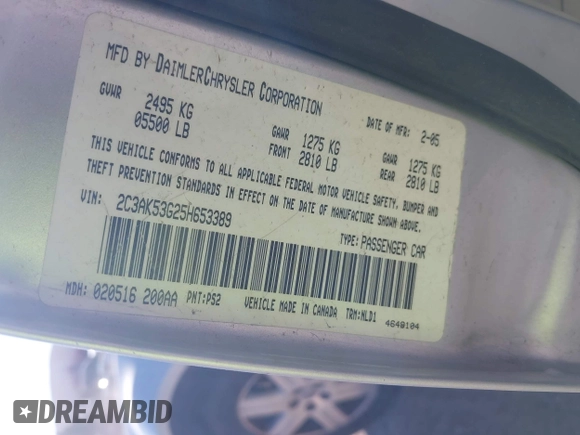 MFD BY DAIMLERCHRYSLER CORPORATION
DATE OF MFR: 2-05
GVWR 2495 KG 05500 LB
GAWR FRONT 1275 KG 2810 LB
GAWR REAR 1275 KG 2810 LB
THIS VEHICLE CONFORMS TO ALL APPLICABLE FEDERAL MOTOR VEHICLE SAFETY, BUMPER AND
THEFT PREVENTION STANDARDS IN EFFECT ON THE DATE OF MANUFACTURE SHOWN ABOVE.
VIN: 2C3AK53G25H653389
TYPE: PASSENGER CAR
MDH: 020516 200AA PNT: PS2 VEHICLE MADE IN CANADA TRM: NLD1
4649104
DREAMBID